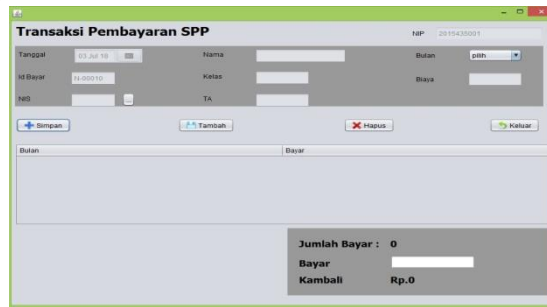 Transaksi Pembayaran SPP
NIP 2015435001
Tanggal 03 Jul 18 Nama Bulan pilih
Id Bayar N-00010 Kelas Biaya
NIS TA
Simpan Tambah Hapus Keluar
Bulan Bayar
Jumlah Bayar : 0
Bayar
Kambali Rp.0